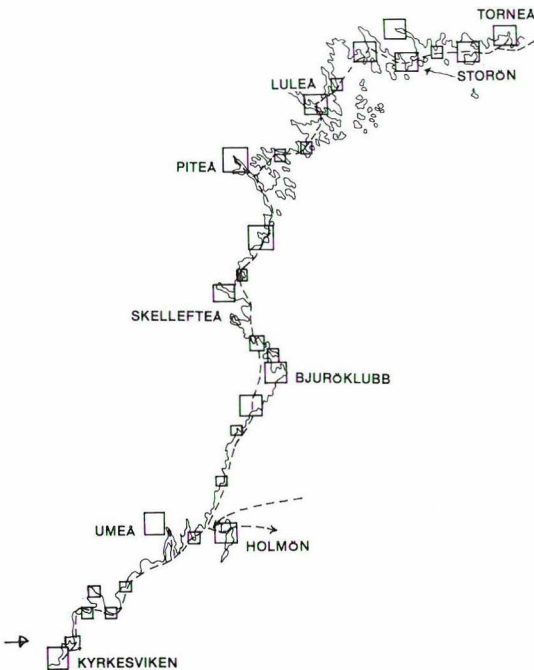 TORNEÅ
STORÖN
LULEÅ
PITEÅ
SKELLEFTEÅ
BJURÖKLUBB
UMEÅ
HOLMÖN
KYRKESVIKEN